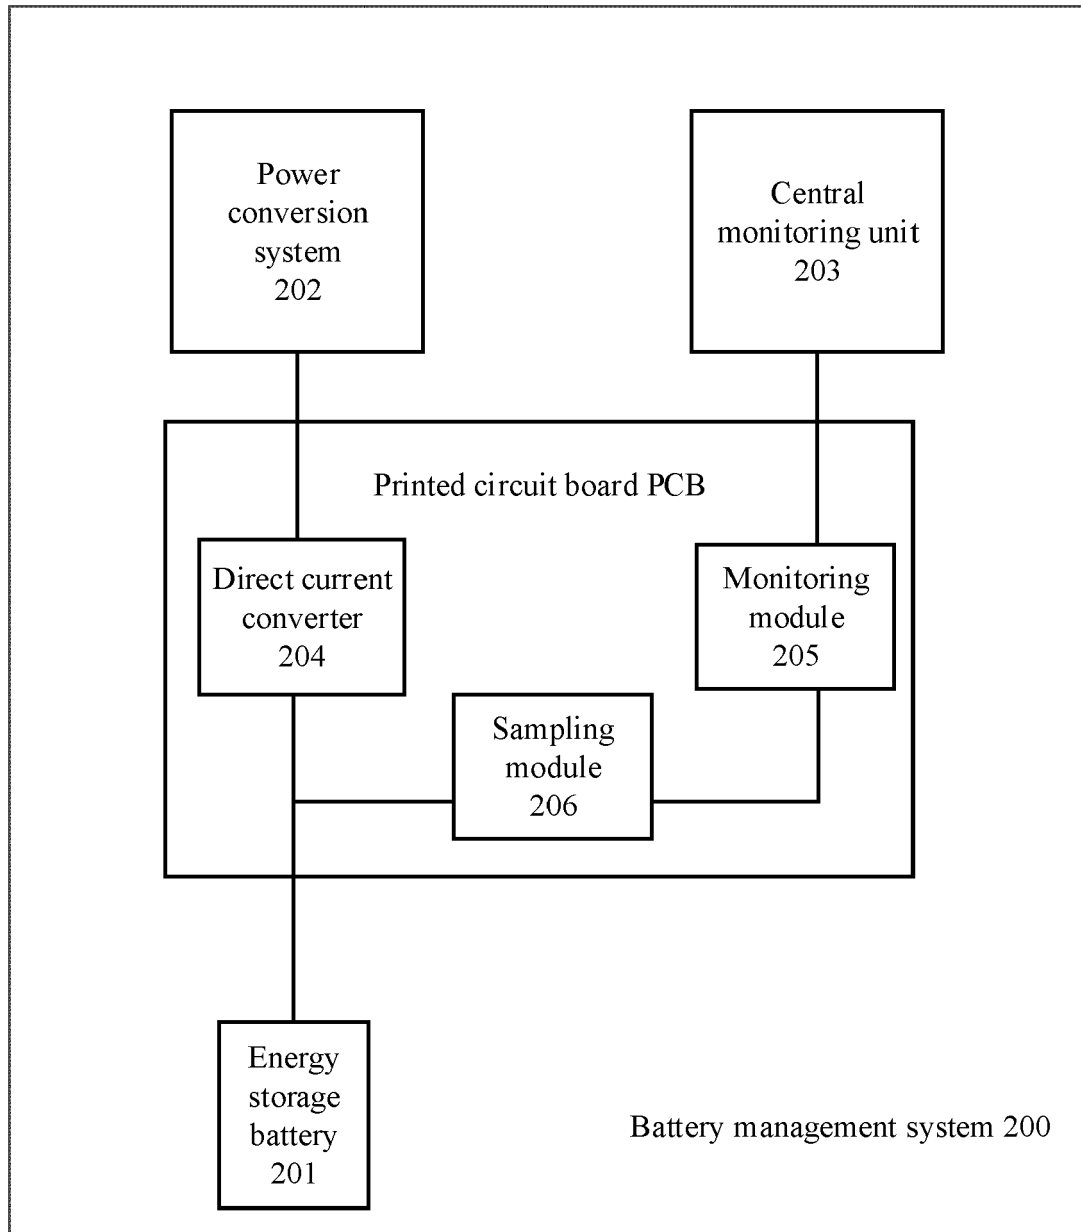 Power
conversion
system
202
Central
monitoring unit
203
Printed circuit board PCB
Direct current
converter
204
Monitoring
module
205
Sampling
module
206
Energy
storage
battery
201
Battery management system 200